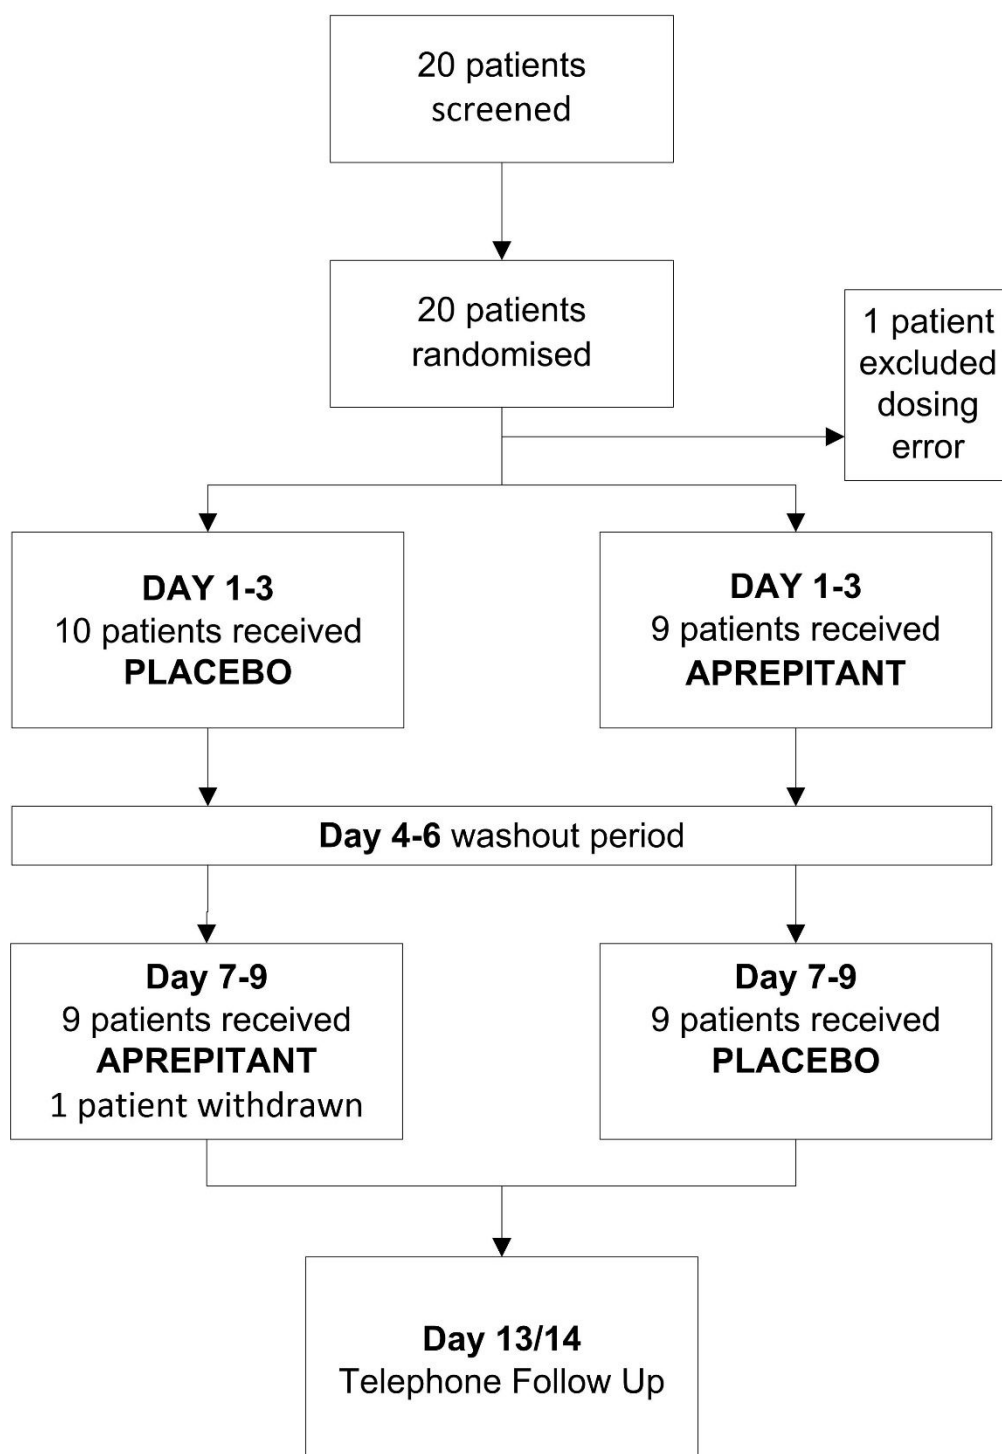 20 patients
screened
20 patients
randomised
1 patient
excluded
dosing
error
DAY 1-3
10 patients received
PLACEBO
DAY 1-3
9 patients received
APREPITANT
Day 4-6 washout period
Day 7-9
9 patients received
APREPITANT
1 patient withdrawn
Day 7-9
9 patients received
PLACEBO
Day 13/14
Telephone Follow Up